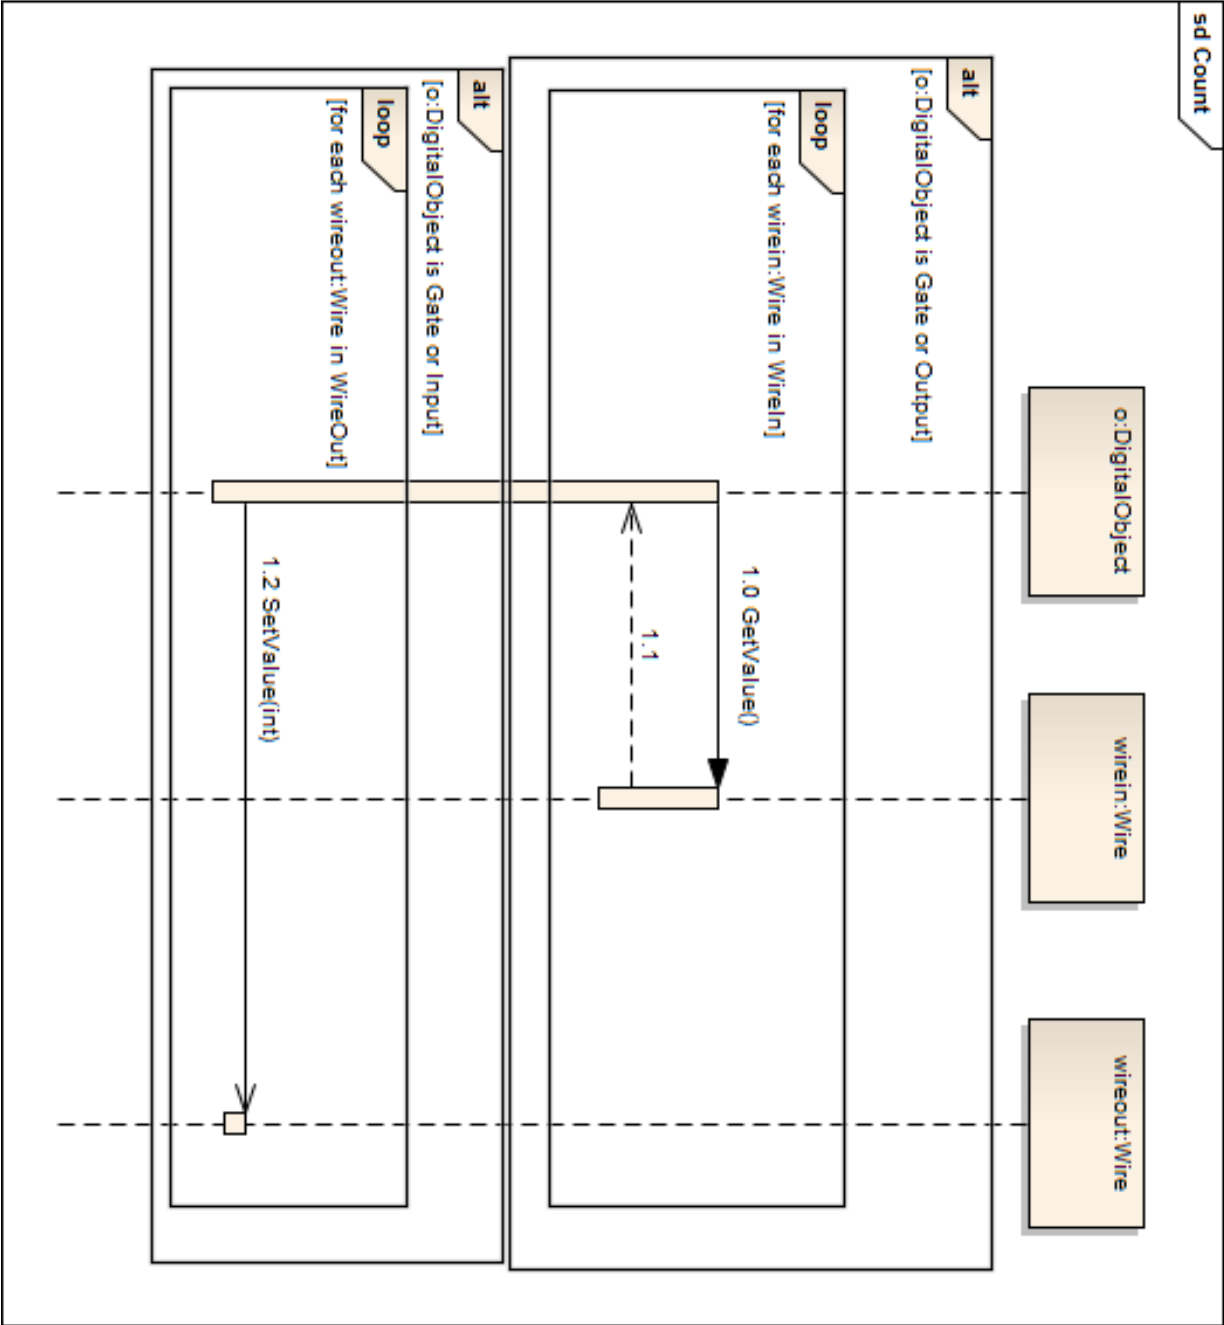 sd Count
o:DigitalObject
wirein:Wire
wireout:Wire
alt
[o:DigitalObject is Gate or Output]
loop
[for each wirein:Wire in WireIn]
1.0 GetValue()
1.1
alt
[o:DigitalObject is Gate or Input]
loop
[for each wireout:Wire in WireOut]
1.2 SetValue(int)